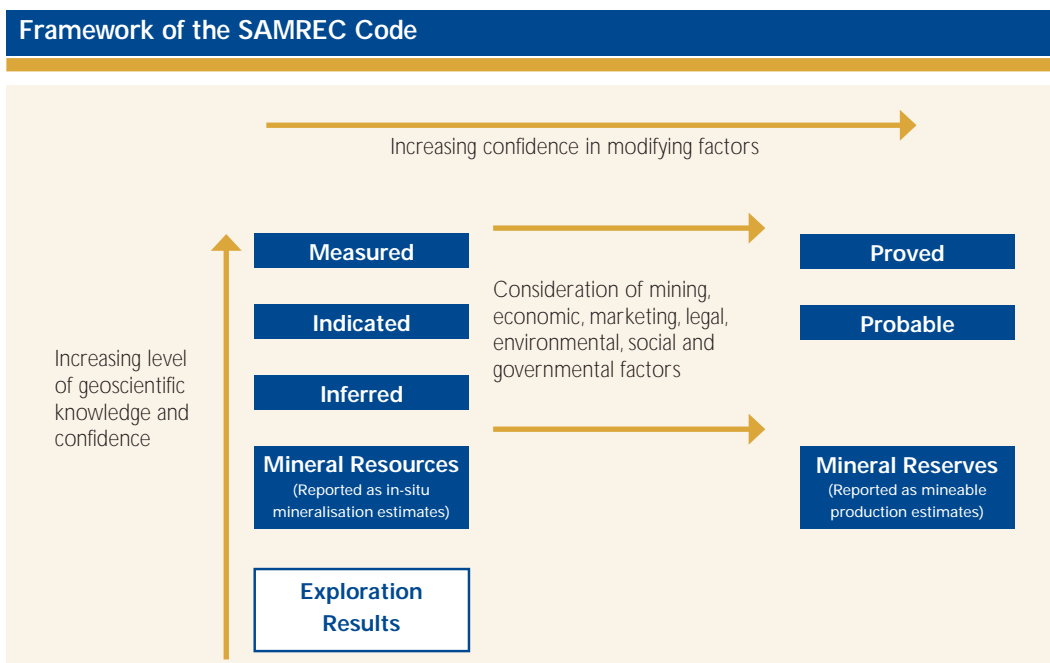 Framework of the SAMREC Code
Increasing confidence in modifying factors
Measured
Proved
Consideration of mining,
economic, marketing, legal,
environmental, social and
governmental factors
Indicated
Probable
Increasing level
of geoscientific
knowledge and
confidence
Inferred
Mineral Resources
(Reported as in-situ
mineralisation estimates)
Mineral Reserves
(Reported as mineable
production estimates)
Exploration
Results